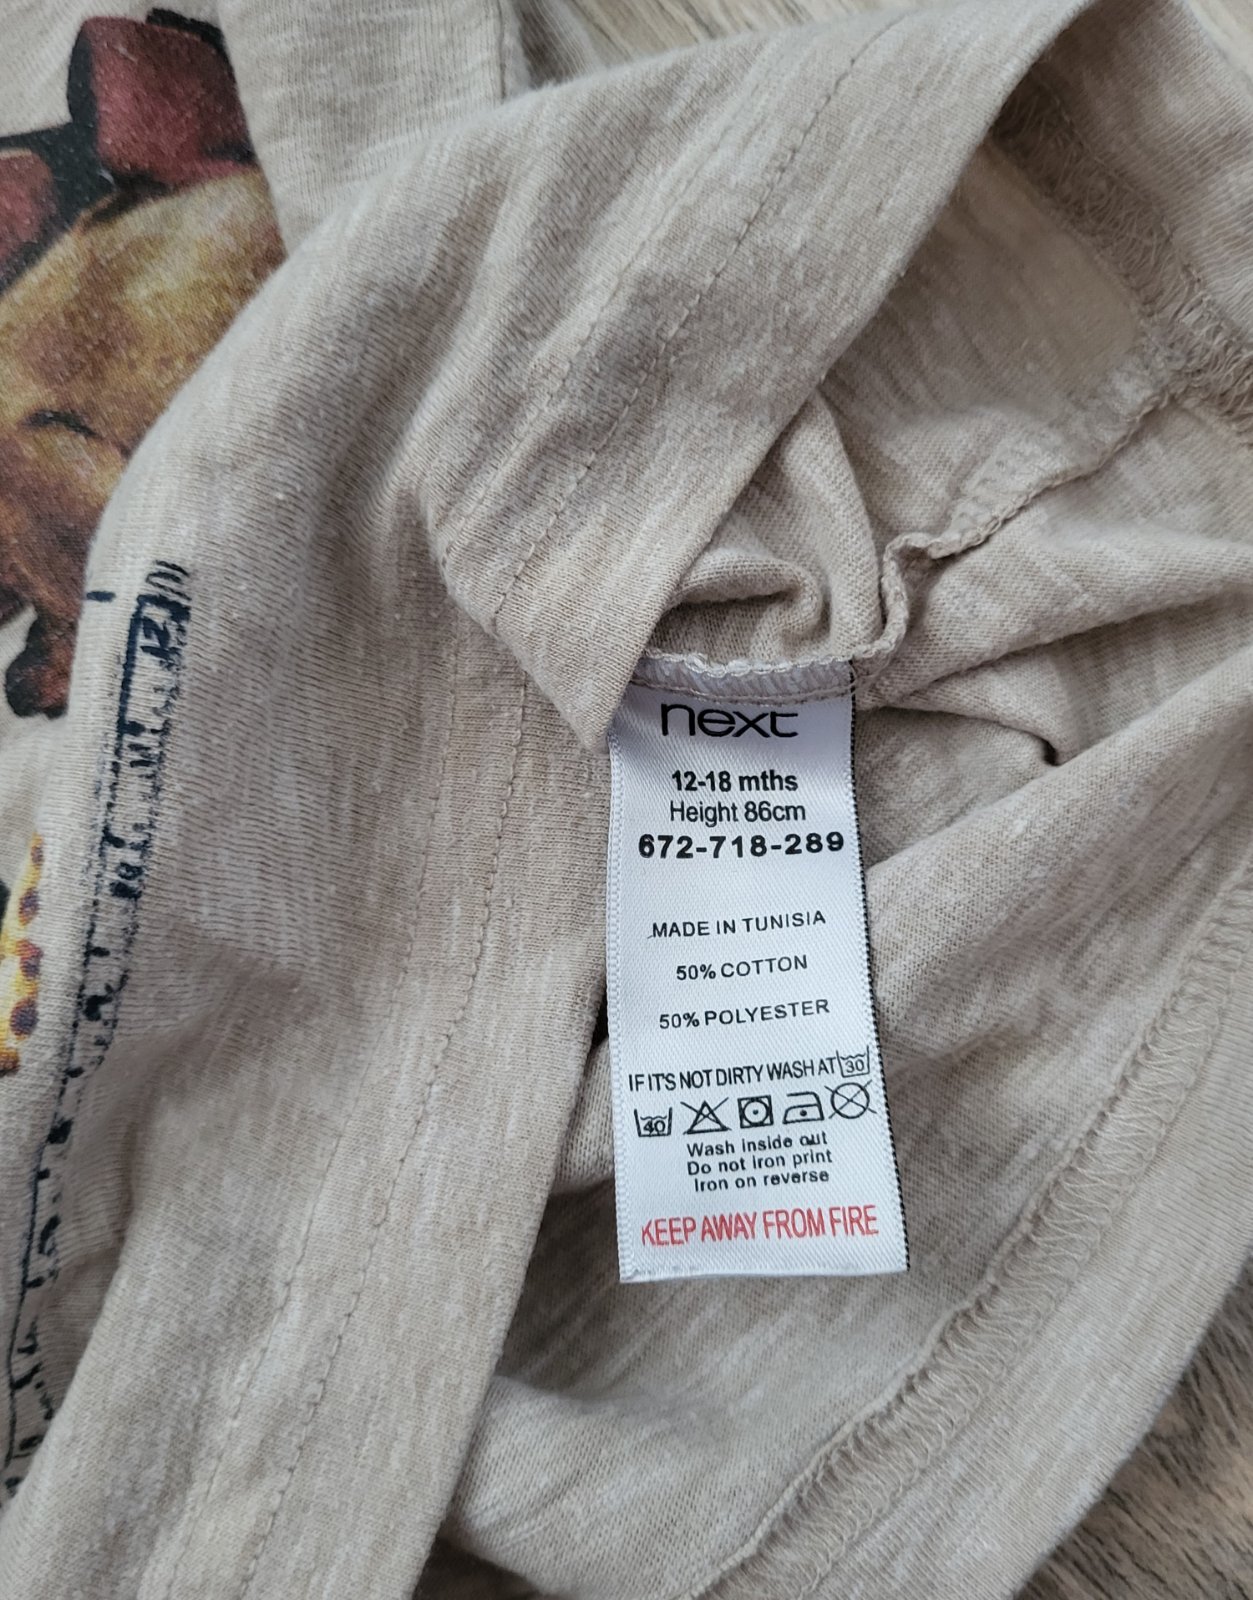 next
12-18 mths
Height 86cm
672-718-289
MADE IN TUNISIA
50% COTTON
50% POLYESTER
IF IT'S NOT DIRTY WASH AT 30
40
Wash inside out
Do not iron print
Iron on reverse
KEEP AWAY FROM FIRE